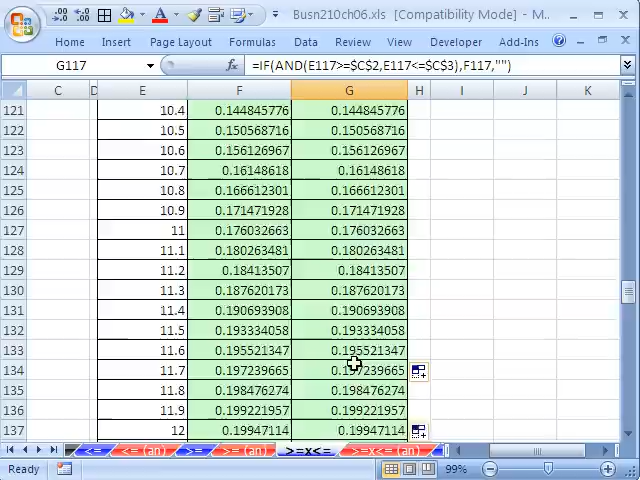 Busn210ch06.xls [Compatibility Mode] - M...
Home Insert Page Layout Formulas Data Review View Developer Add-Ins
G117 =IF(AND(E117>=$C$2,E117<=$C$3),F117,"")
C D E F G H I J K
121 10.4 0.144845776 0.144845776
122 10.5 0.150568716 0.150568716
123 10.6 0.156126967 0.156126967
124 10.7 0.16148618 0.16148618
125 10.8 0.166612301 0.166612301
126 10.9 0.171471928 0.171471928
127 11 0.176032663 0.176032663
128 11.1 0.180263481 0.180263481
129 11.2 0.18413507 0.18413507
130 11.3 0.187620173 0.187620173
131 11.4 0.190693908 0.190693908
132 11.5 0.193334058 0.193334058
133 11.6 0.195521347 0.195521347
134 11.7 0.197239665 0.197239665
135 11.8 0.198476274 0.198476274
136 11.9 0.199221957 0.199221957
137 12 0.19947114 0.19947114
<= <= (an) >= >= (an) >=x<= >=x<= (an)
Ready 99%